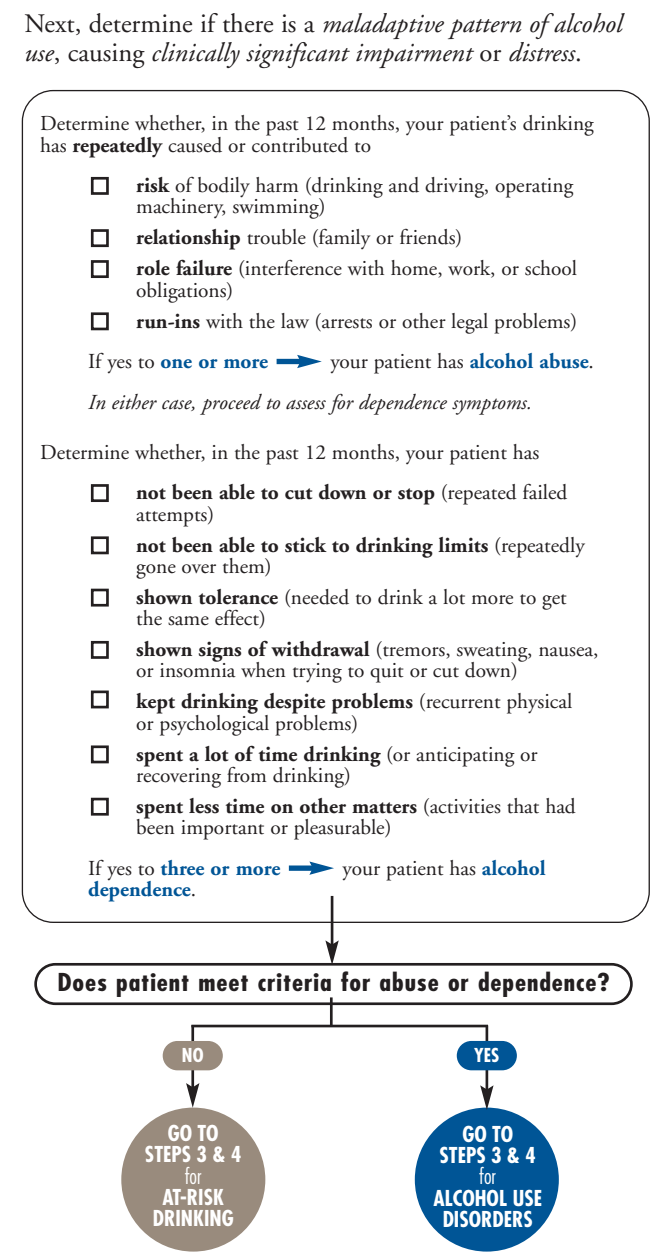 Next, determine if there is a maladaptive pattern of alcohol
use, causing clinically significant impairment or distress.
Determine whether, in the past 12 months, your patient’s drinking
has repeatedly caused or contributed to
risk of bodily harm (drinking and driving, operating
machinery, swimming)
relationship trouble (family or friends)
role failure (interference with home, work, or school
obligations)
run-ins with the law (arrests or other legal problems)
If yes to one or more your patient has alcohol abuse.
In either case, proceed to assess for dependence symptoms.
Determine whether, in the past 12 months, your patient has
not been able to cut down or stop (repeated failed
attempts)
not been able to stick to drinking limits (repeatedly
gone over them)
shown tolerance (needed to drink a lot more to get
the same effect)
shown signs of withdrawal (tremors, sweating, nausea,
or insomnia when trying to quit or cut down)
kept drinking despite problems (recurrent physical
or psychological problems)
spent a lot of time drinking (or anticipating or
recovering from drinking)
spent less time on other matters (activities that had
been important or pleasurable)
If yes to three or more your patient has alcohol
dependence.
Does patient meet criteria for abuse or dependence?
NO
YES
GO TO
STEPS 3 & 4
for
AT-RISK
DRINKING
GO TO
STEPS 3 & 4
for
ALCOHOL USE
DISORDERS